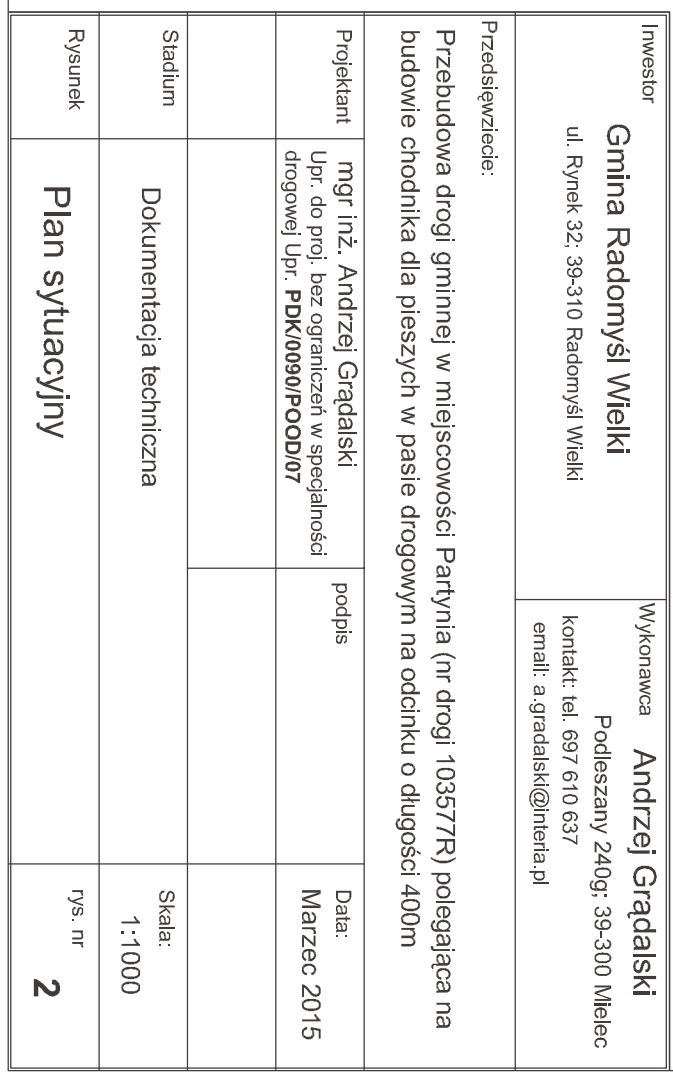 Inwestor
Gmina Radomyśl Wielki
ul. Rynek 32; 39-310 Radomyśl Wielki
Wykonawca Andrzej Grądalski
Podleszany 240g; 39-300 Mielec
kontakt: tel. 697 610 637
email: a.gradalski@interia.pl
Przedsięwziecie:
Przebudowa drogi gminnej w miejscowości Partynia (nr drogi 103577R) polegająca na
budowie chodnika dla pieszych w pasie drogowym na odcinku o długości 400m
Projektant
mgr inż. Andrzej Grądalski
Upr. do proj. bez ograniczeń w specjalności
drogowej Upr. PDK/0090/POOD/07
podpis
Data:
Marzec 2015
Stadium
Dokumentacja techniczna
Skala:
1:1000
Rysunek
Plan sytuacyjny
rys. nr
2